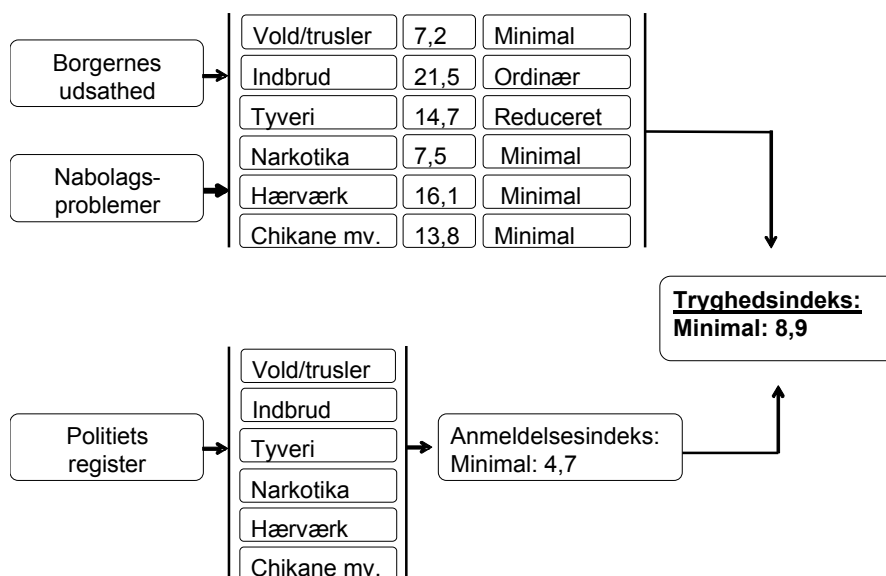 Borgernes
udsathed
Nabolags-
problemer
Vold/trusler 7,2 Minimal
Indbrud 21,5 Ordinær
Tyveri 14,7 Reduceret
Narkotika 7,5 Minimal
Hærværk 16,1 Minimal
Chikane mv. 13,8 Minimal
Tryghedsindeks:
Minimal: 8,9
Politiets
register
Vold/trusler
Indbrud
Tyveri
Narkotika
Hærværk
Chikane mv.
Anmeldelsesindeks:
Minimal: 4,7